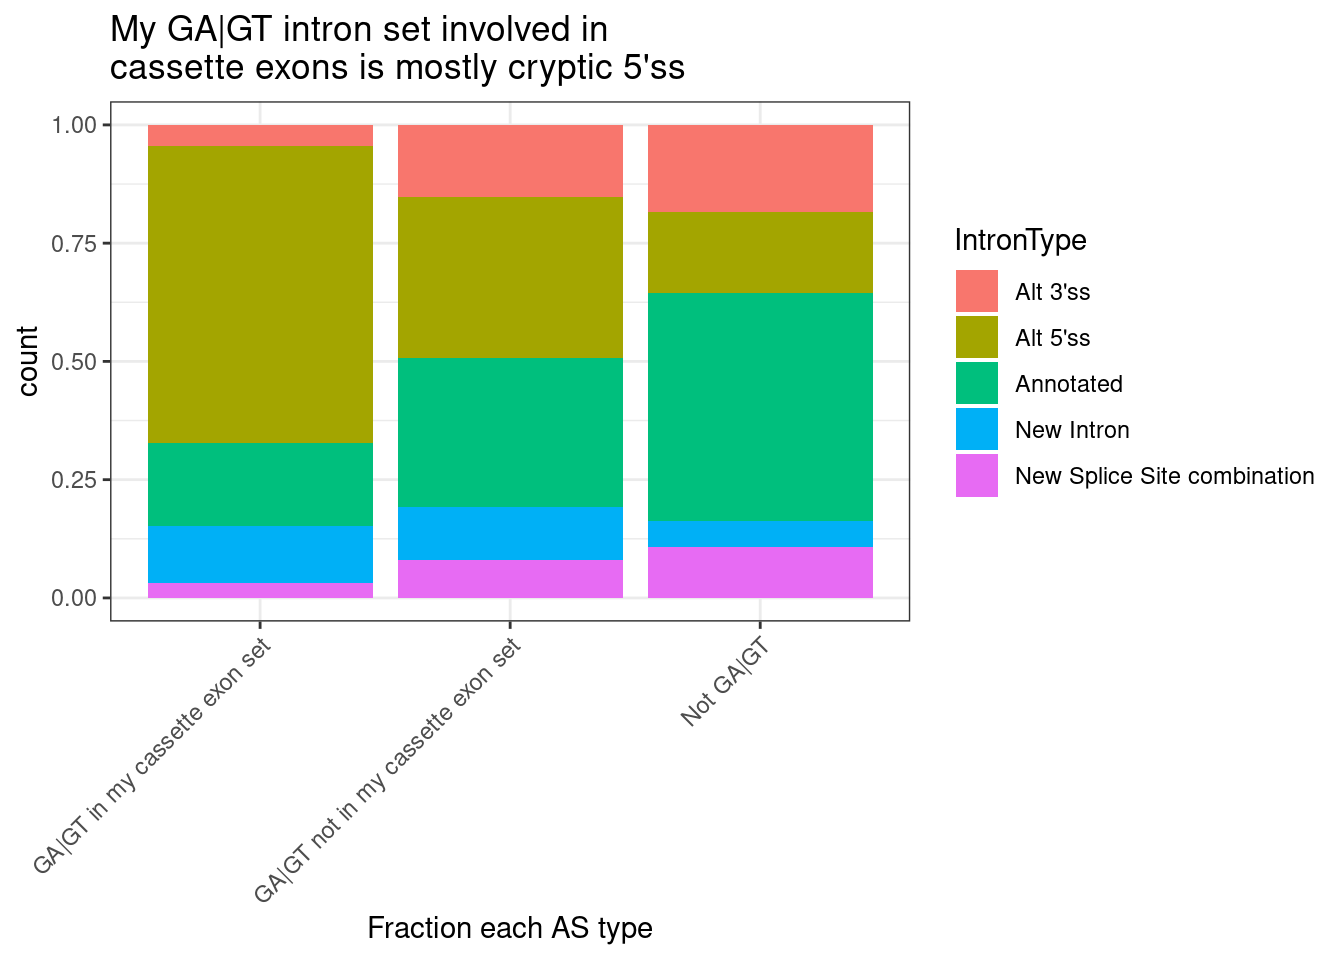 My GA|GT intron set involved in
cassette exons is mostly cryptic 5'ss
1.00
0.75
0.50
0.25
0.00
count
GA|GT in my cassette exon set
GA|GT not in my cassette exon set
Not GA|GT
Fraction each AS type
IntronType
Alt 3'ss
Alt 5'ss
Annotated
New Intron
New Splice Site combination